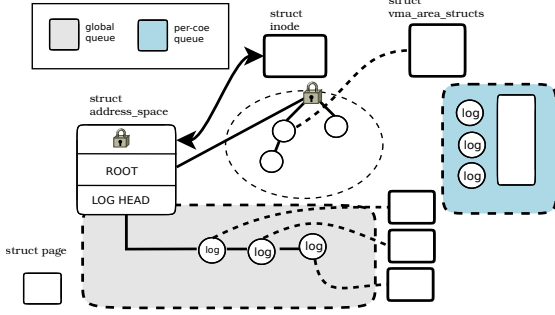 struct
vma_area_structs
struct
inode
global
queue
per-coe
queue
struct
address_space
ROOT
LOG HEAD
log
log
log
log
log
log
struct page